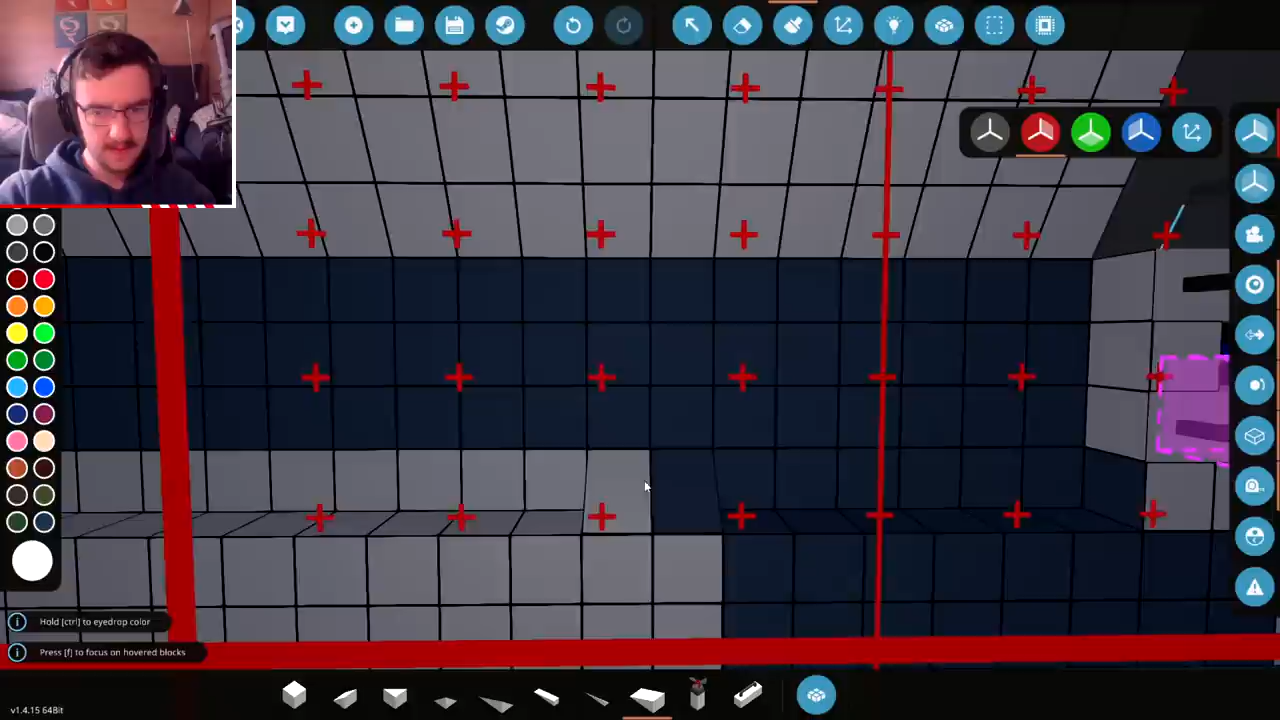 Hold [ctrl] to eyedrop color
Press [f] to focus on hovered blocks
v1.4.15 64Bit